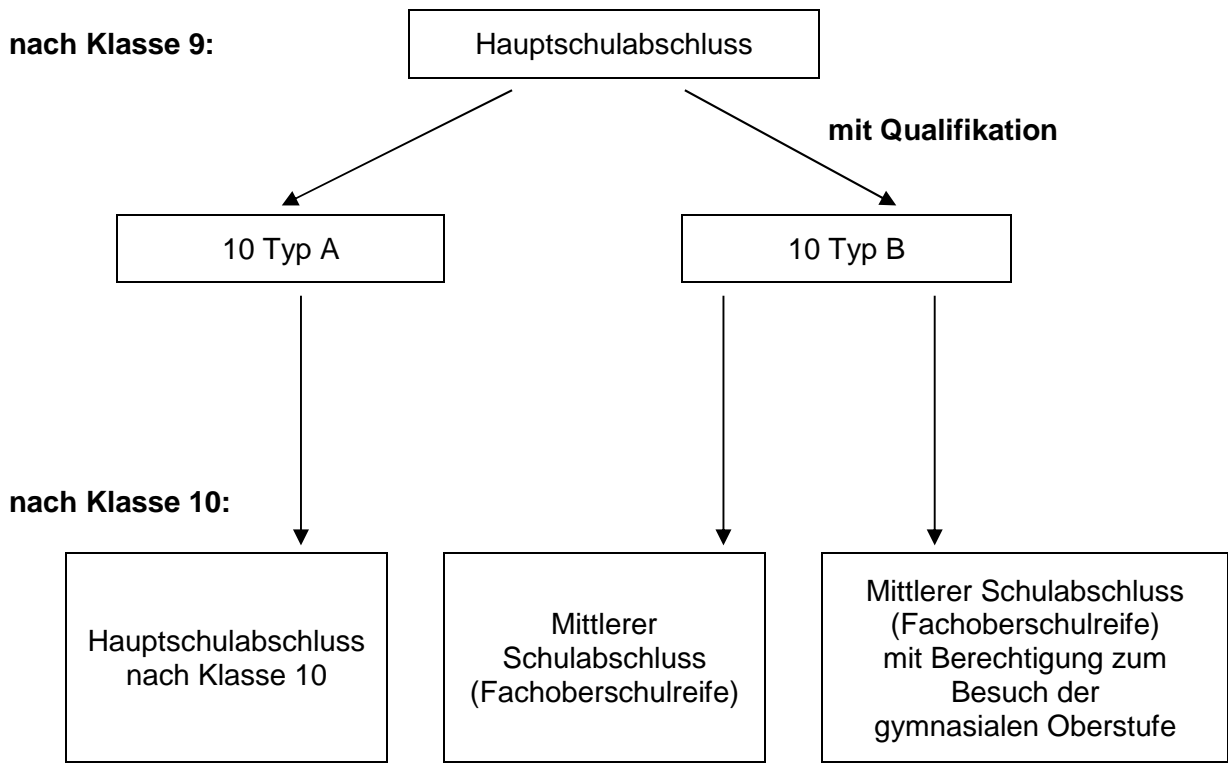 nach Klasse 9:
Hauptschulabschluss
mit Qualifikation
10 Typ A
10 Typ B
nach Klasse 10:
Hauptschulabschluss
nach Klasse 10
Mittlerer
Schulabschluss
(Fachoberschulreife)
Mittlerer Schulabschluss
(Fachoberschulreife)
mit Berechtigung zum
Besuch der
gymnasialen Oberstufe